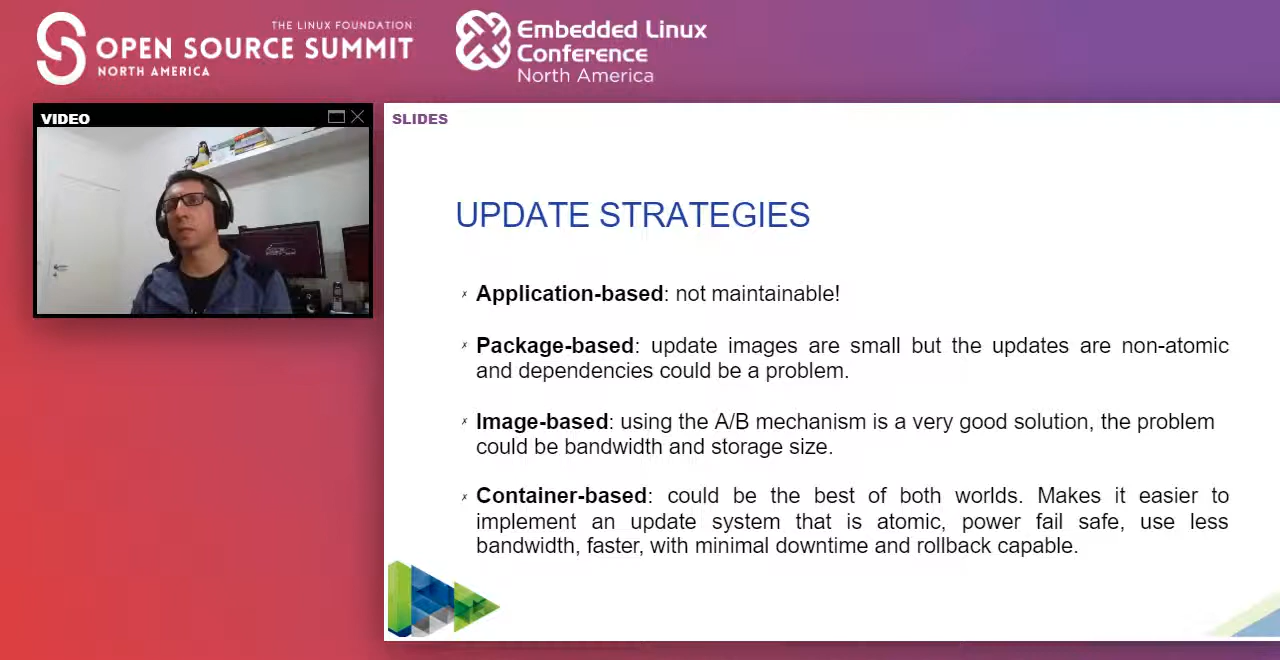 THE LINUX FOUNDATION
OPEN SOURCE SUMMIT
NORTH AMERICA
Embedded Linux
Conference
North America
VIDEO
SLIDES
UPDATE STRATEGIES
Application-based: not maintainable!
Package-based: update images are small but the updates are non-atomic
and dependencies could be a problem.
Image-based: using the A/B mechanism is a very good solution, the problem
could be bandwidth and storage size.
Container-based: could be the best of both worlds. Makes it easier to
implement an update system that is atomic, power fail safe, use less
bandwidth, faster, with minimal downtime and rollback capable.